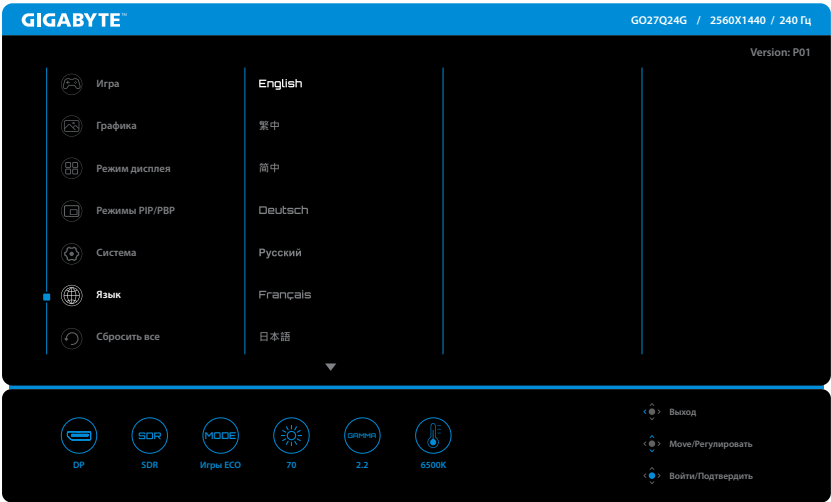 GIGABYTE™
GO27Q24G / 2560X1440 / 240 Гц
Version: P01
Игра
English
Графика
繁中
Режим дисплея
简中
Режимы PIP/PBP
Deutsch
Система
Русский
Язык
Français
Сбросить все
日本語
SDR
MODE
GAMMA
DP
SDR
Игры ECO
70
2.2
6500K
Выход
Move/Регулировать
Войти/Подтвердить